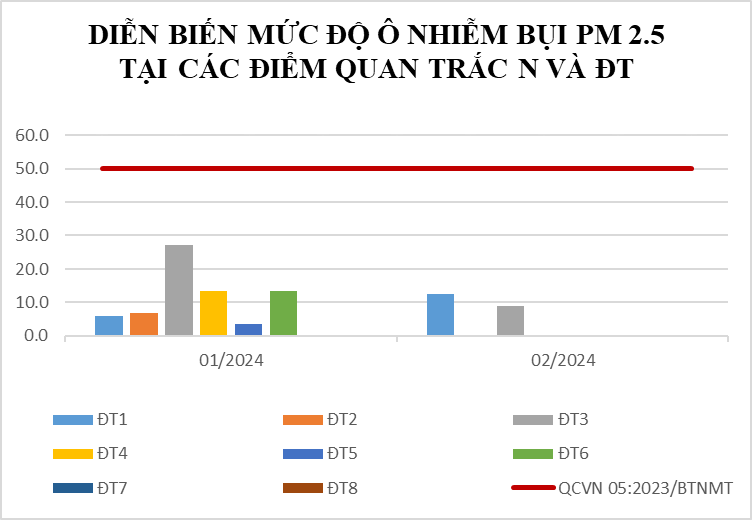 DIỄN BIẾN MỨC ĐỘ Ô NHIỄM BỤI PM 2.5
TẠI CÁC ĐIỂM QUAN TRẮC N VÀ ĐT
60.0
50.0
40.0
30.0
20.0
10.0
0.0
01/2024 02/2024
ĐT1 ĐT2 ĐT3
ĐT4 ĐT5 ĐT6
ĐT7 ĐT8 QCVN 05:2023/BTNMT